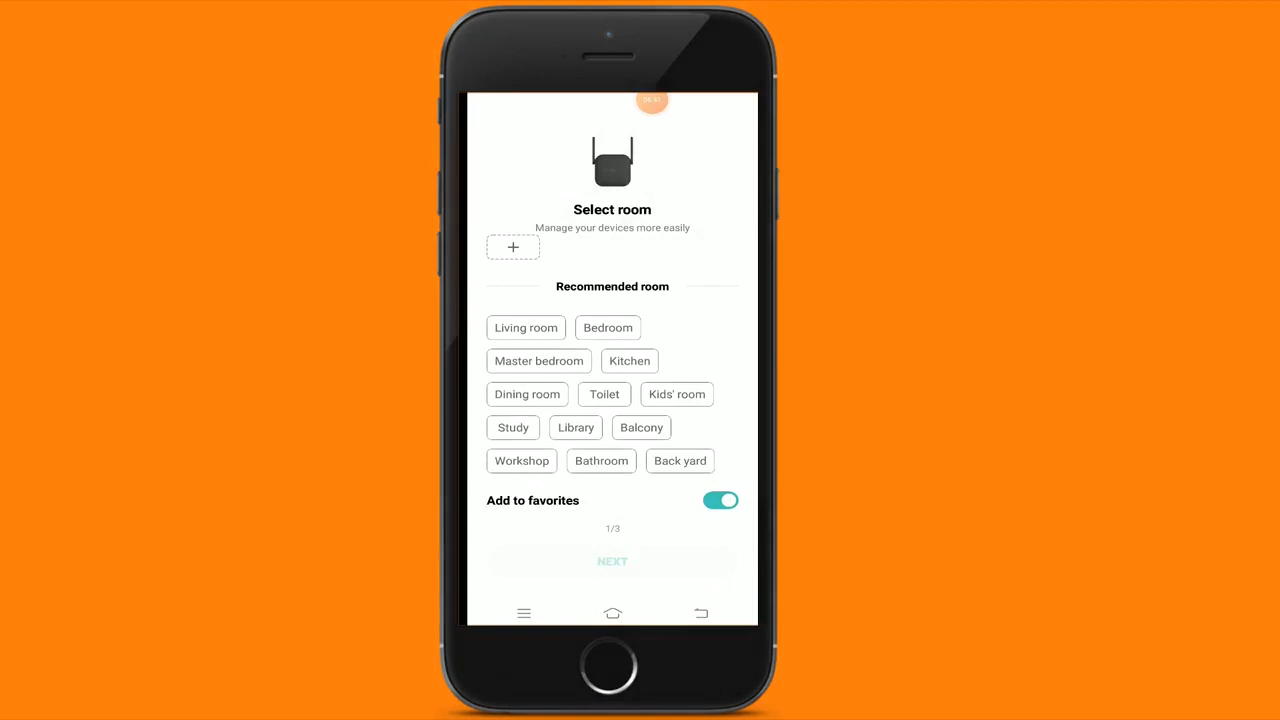 Select room
Manage your devices more easily
+
Recommended room
Living room Bedroom
Master bedroom Kitchen
Dining room Toilet Kids' room
Study Library Balcony
Workshop Bathroom Back yard
Add to favorites
1/3
NEXT